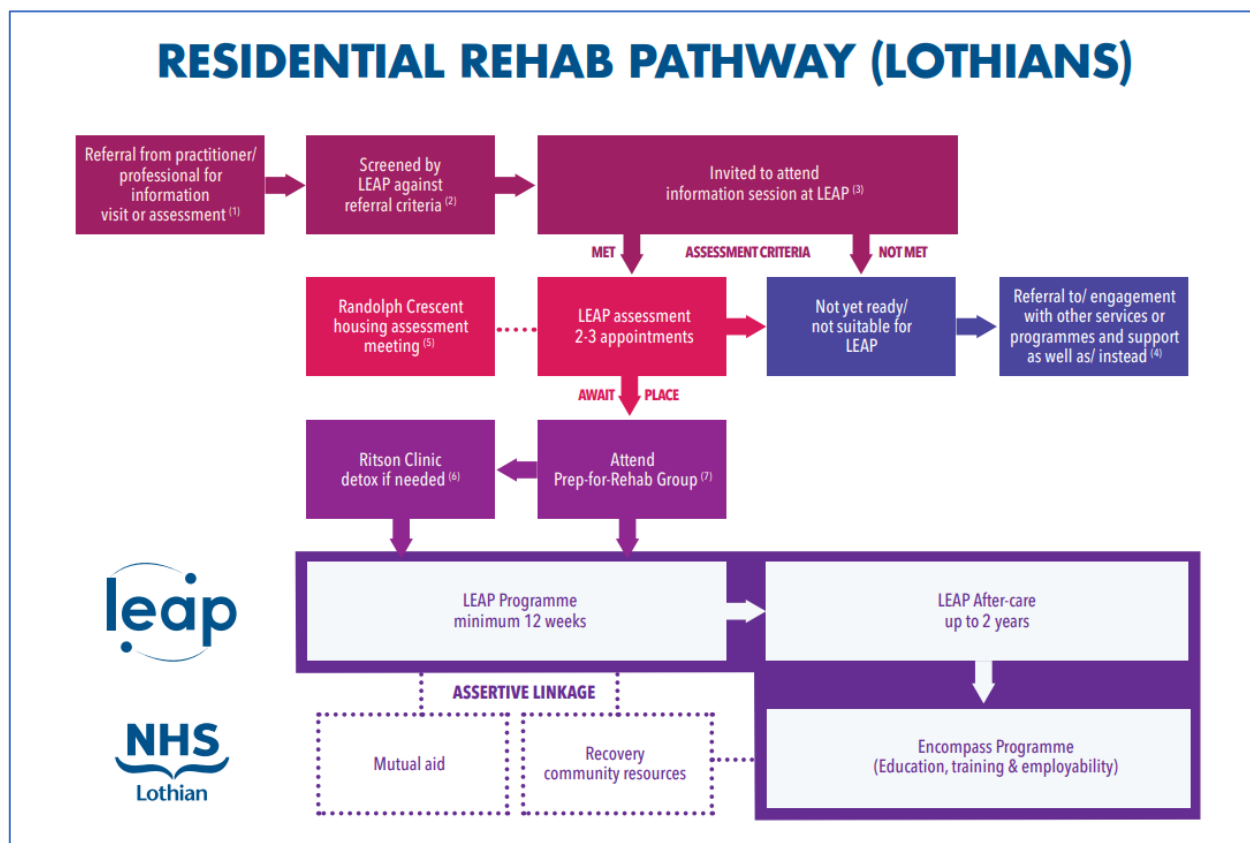 RESIDENTIAL REHAB PATHWAY (LOTHIANS)
Referral from practitioner/
professional for
information
visit or assessment (1)
Screened by
LEAP against
referral criteria (2)
Invited to attend
information session at LEAP (3)
MET
ASSESSMENT CRITERIA
NOT MET
Randolph Crescent
housing assessment
meeting (5)
LEAP assessment
2-3 appointments
Not yet ready/
not suitable for
LEAP
Referral to/ engagement
with other services or
programmes and support
as well as/ instead (4)
AWAIT PLACE
Ritson Clinic
detox if needed (6)
Attend
Prep-for-Rehab Group (7)
leap
LEAP Programme
minimum 12 weeks
LEAP After-care
up to 2 years
ASSERTIVE LINKAGE
NHS
Lothian
Mutual aid
Recovery
community resources
Encompass Programme
(Education, training & employability)